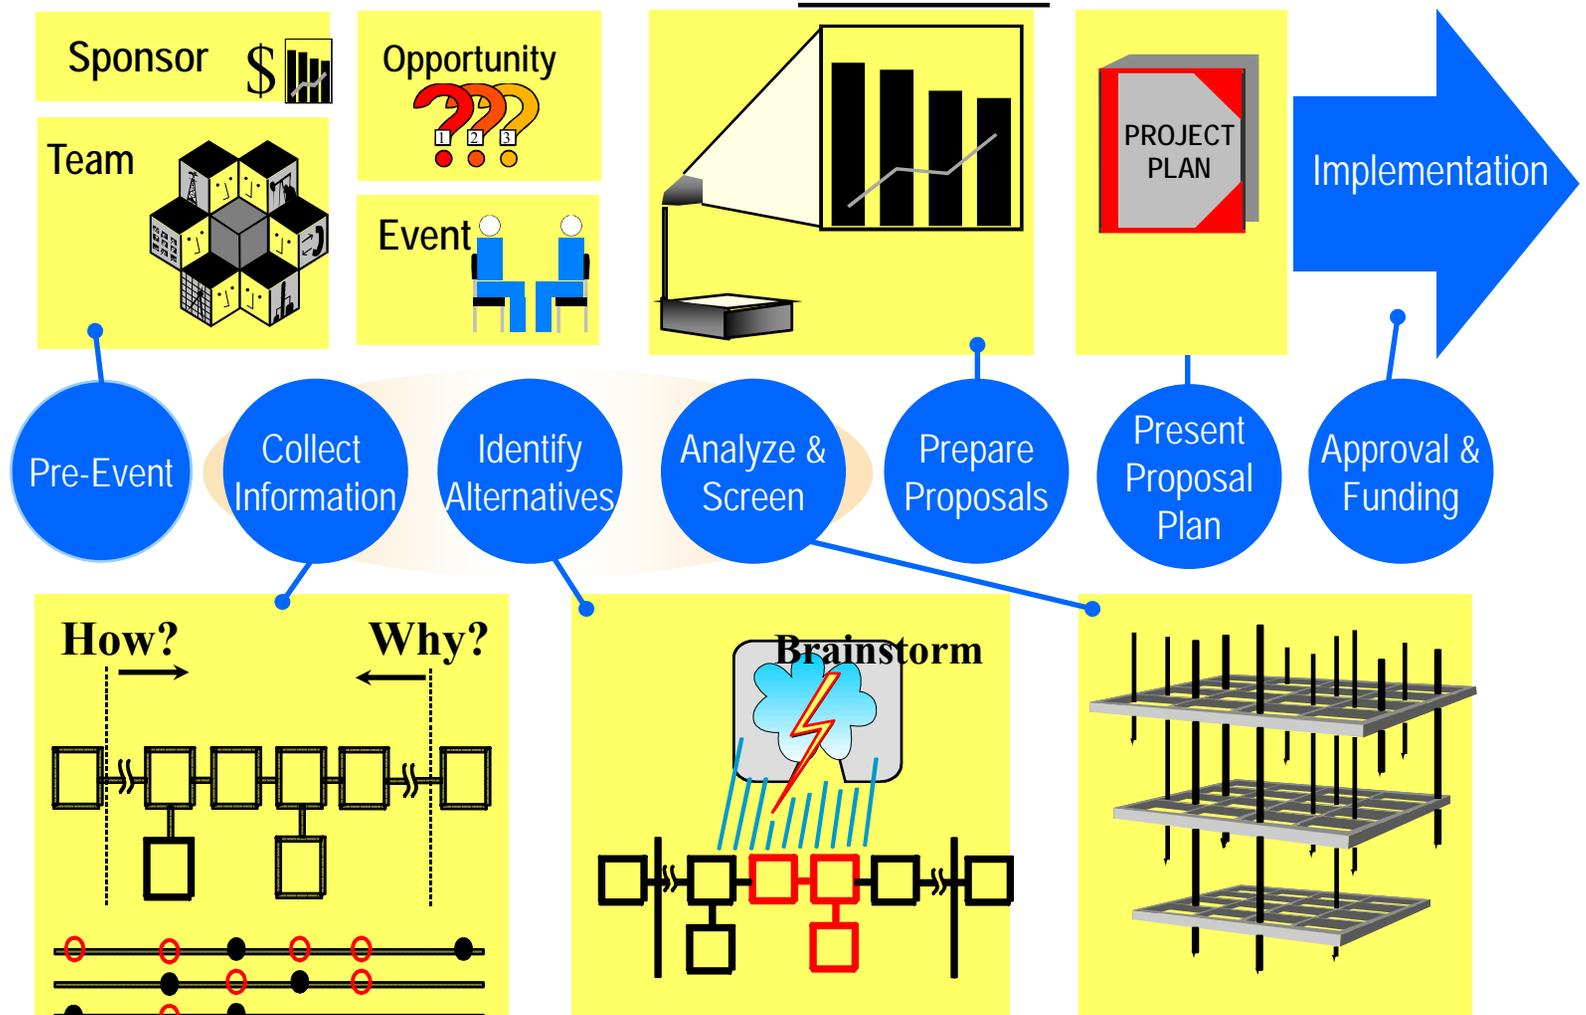 Sponsor $
Opportunity
1 2 3
Team
Event
PROJECT
PLAN
Implementation
Pre-Event
Collect
Information
Identify
Alternatives
Analyze &
Screen
Prepare
Proposals
Present
Proposal
Plan
Approval &
Funding
How?
Why?
Brainstorm